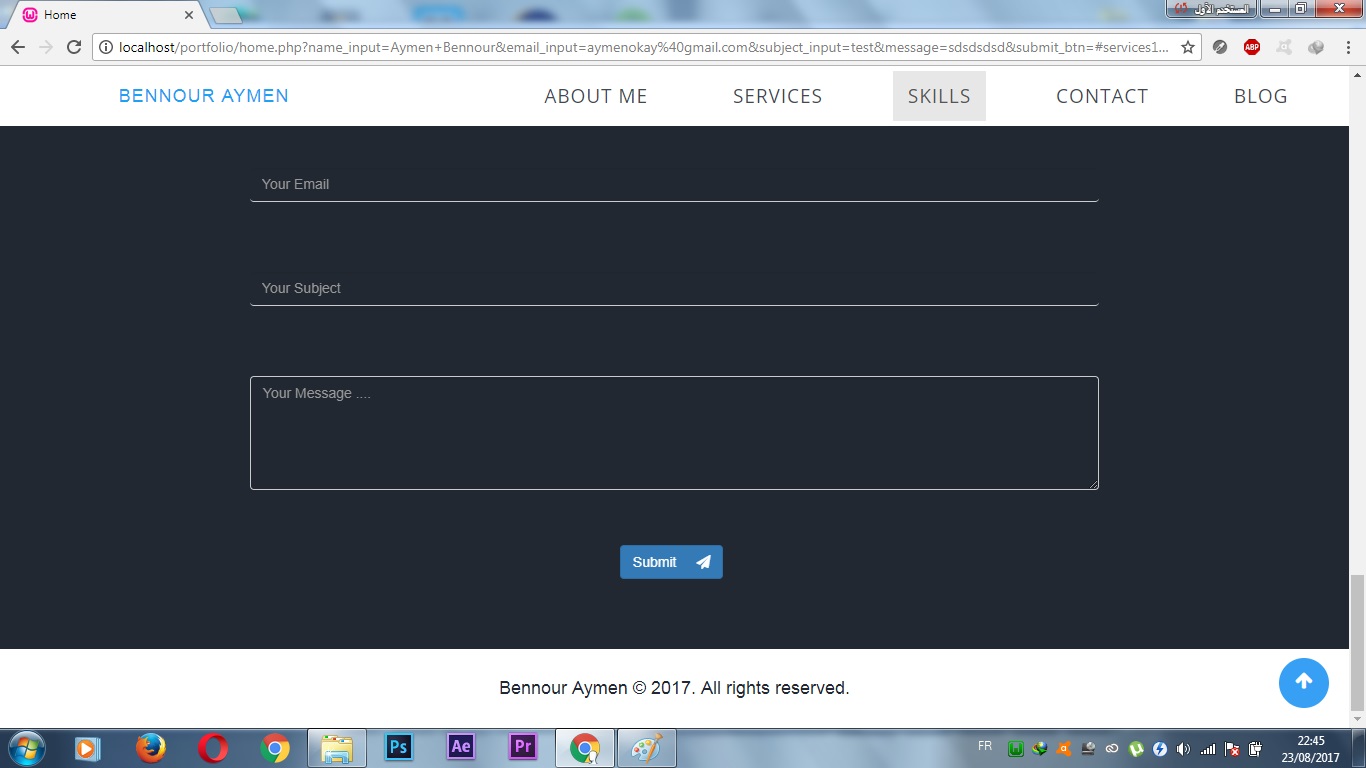 Home
المستخدم الأول
localhost/portfolio/home.php?name_input=Aymen+Bennour&email_input=aymenokay%40gmail.com&subject_input=test&message=sdsdsdsd&submit_btn=#services1...
ABP
BENNOUR AYMEN
ABOUT ME
SERVICES
SKILLS
CONTACT
BLOG
Your Email
Your Subject
Your Message ....
Submit
Bennour Aymen © 2017. All rights reserved.
Ps
Ae
Pr
FR
22:45
23/08/2017